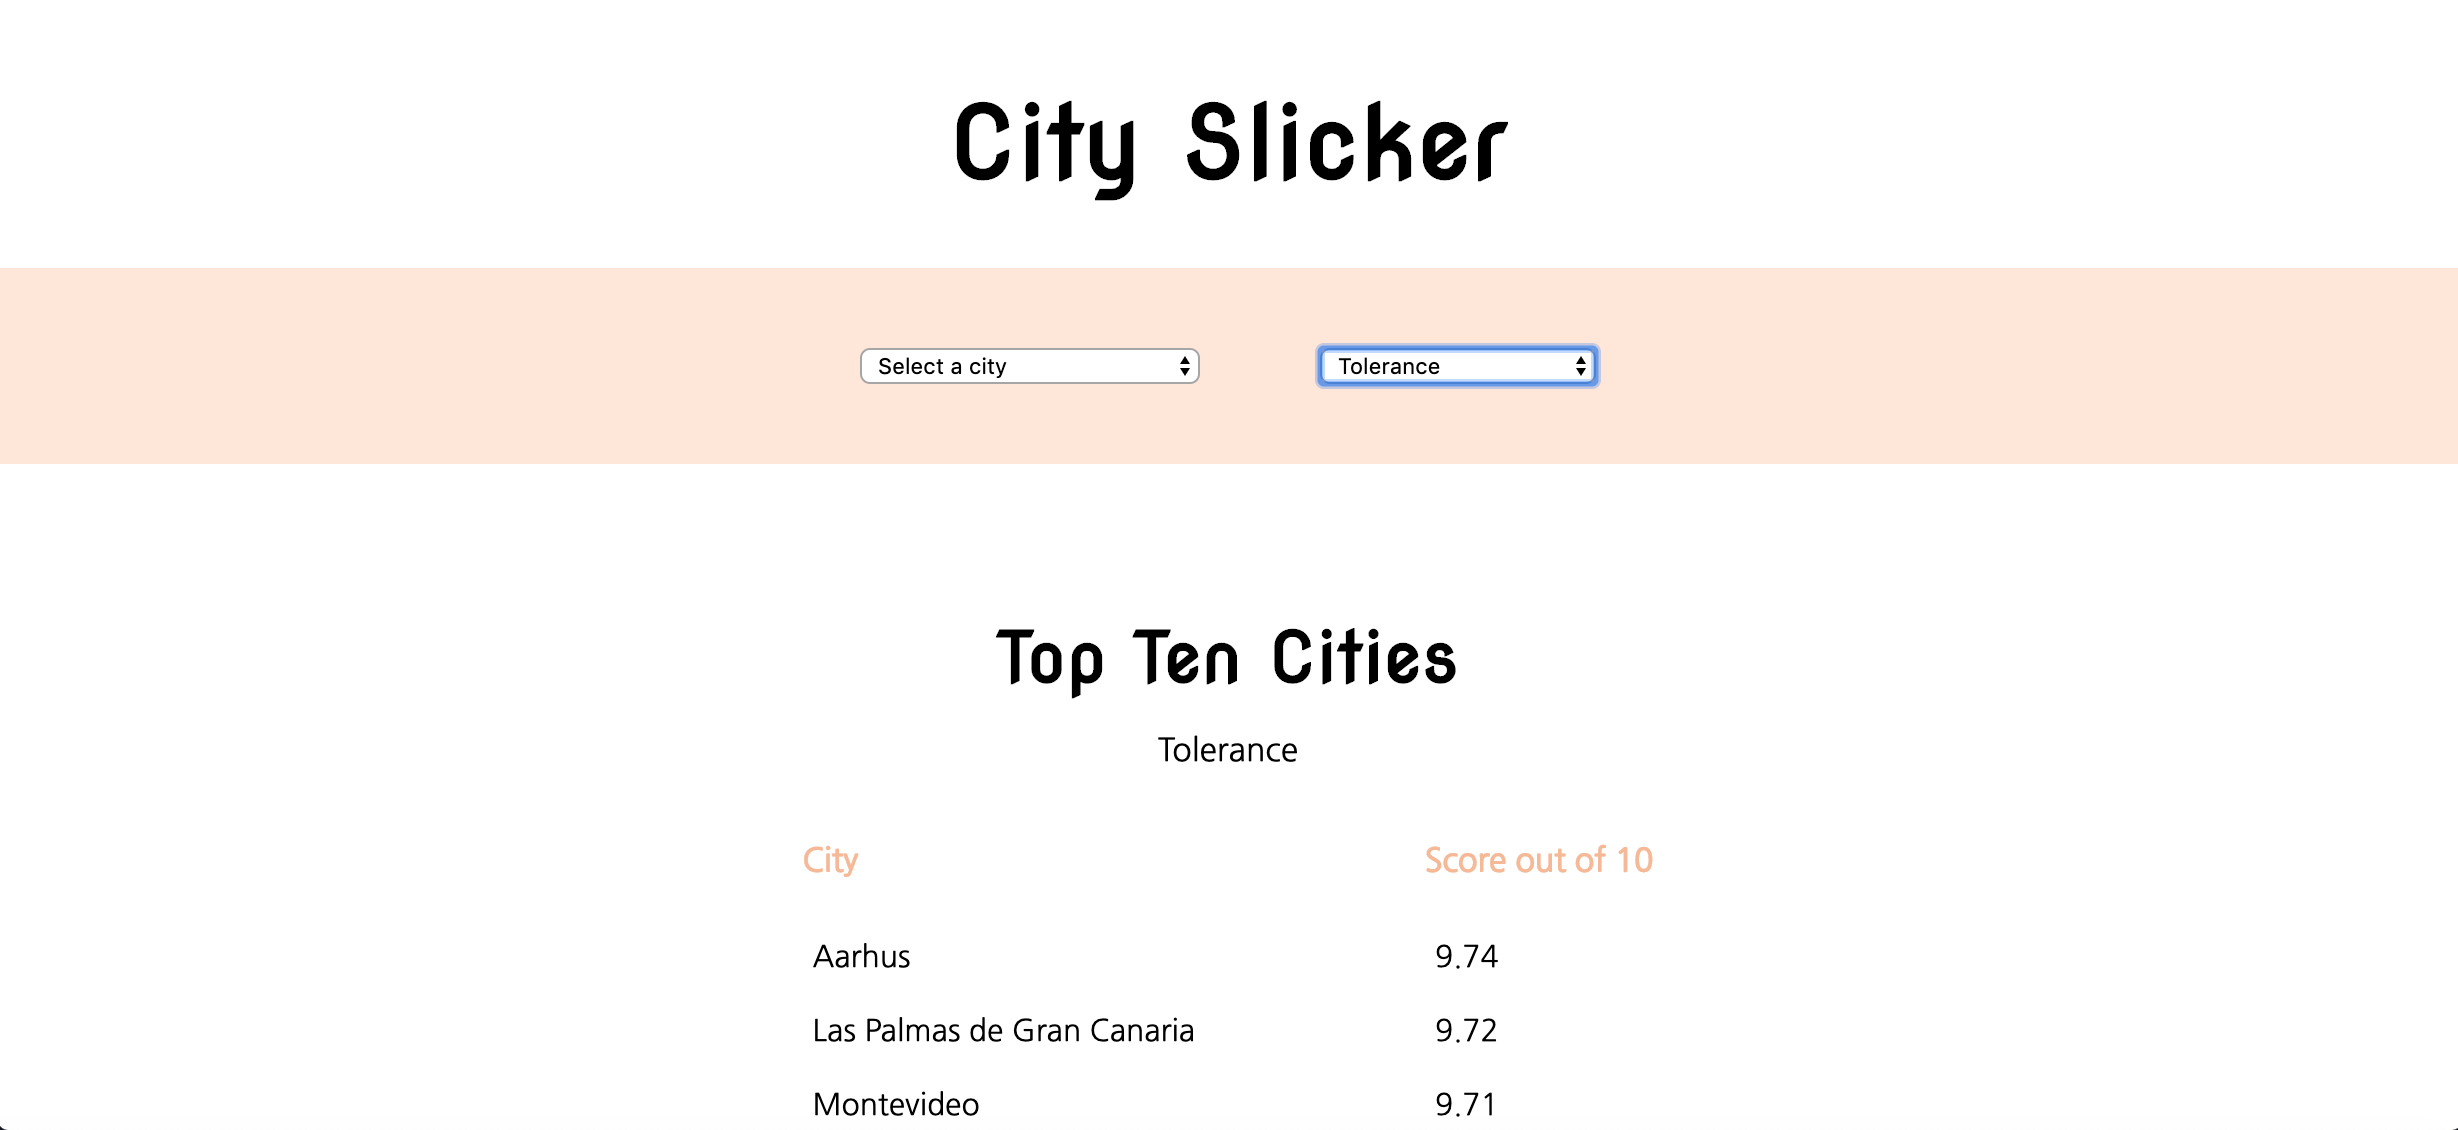 City Slicker
Select a city Tolerance
Top Ten Cities
Tolerance
City Score out of 10
Aarhus 9.74
Las Palmas de Gran Canaria 9.72
Montevideo 9.71